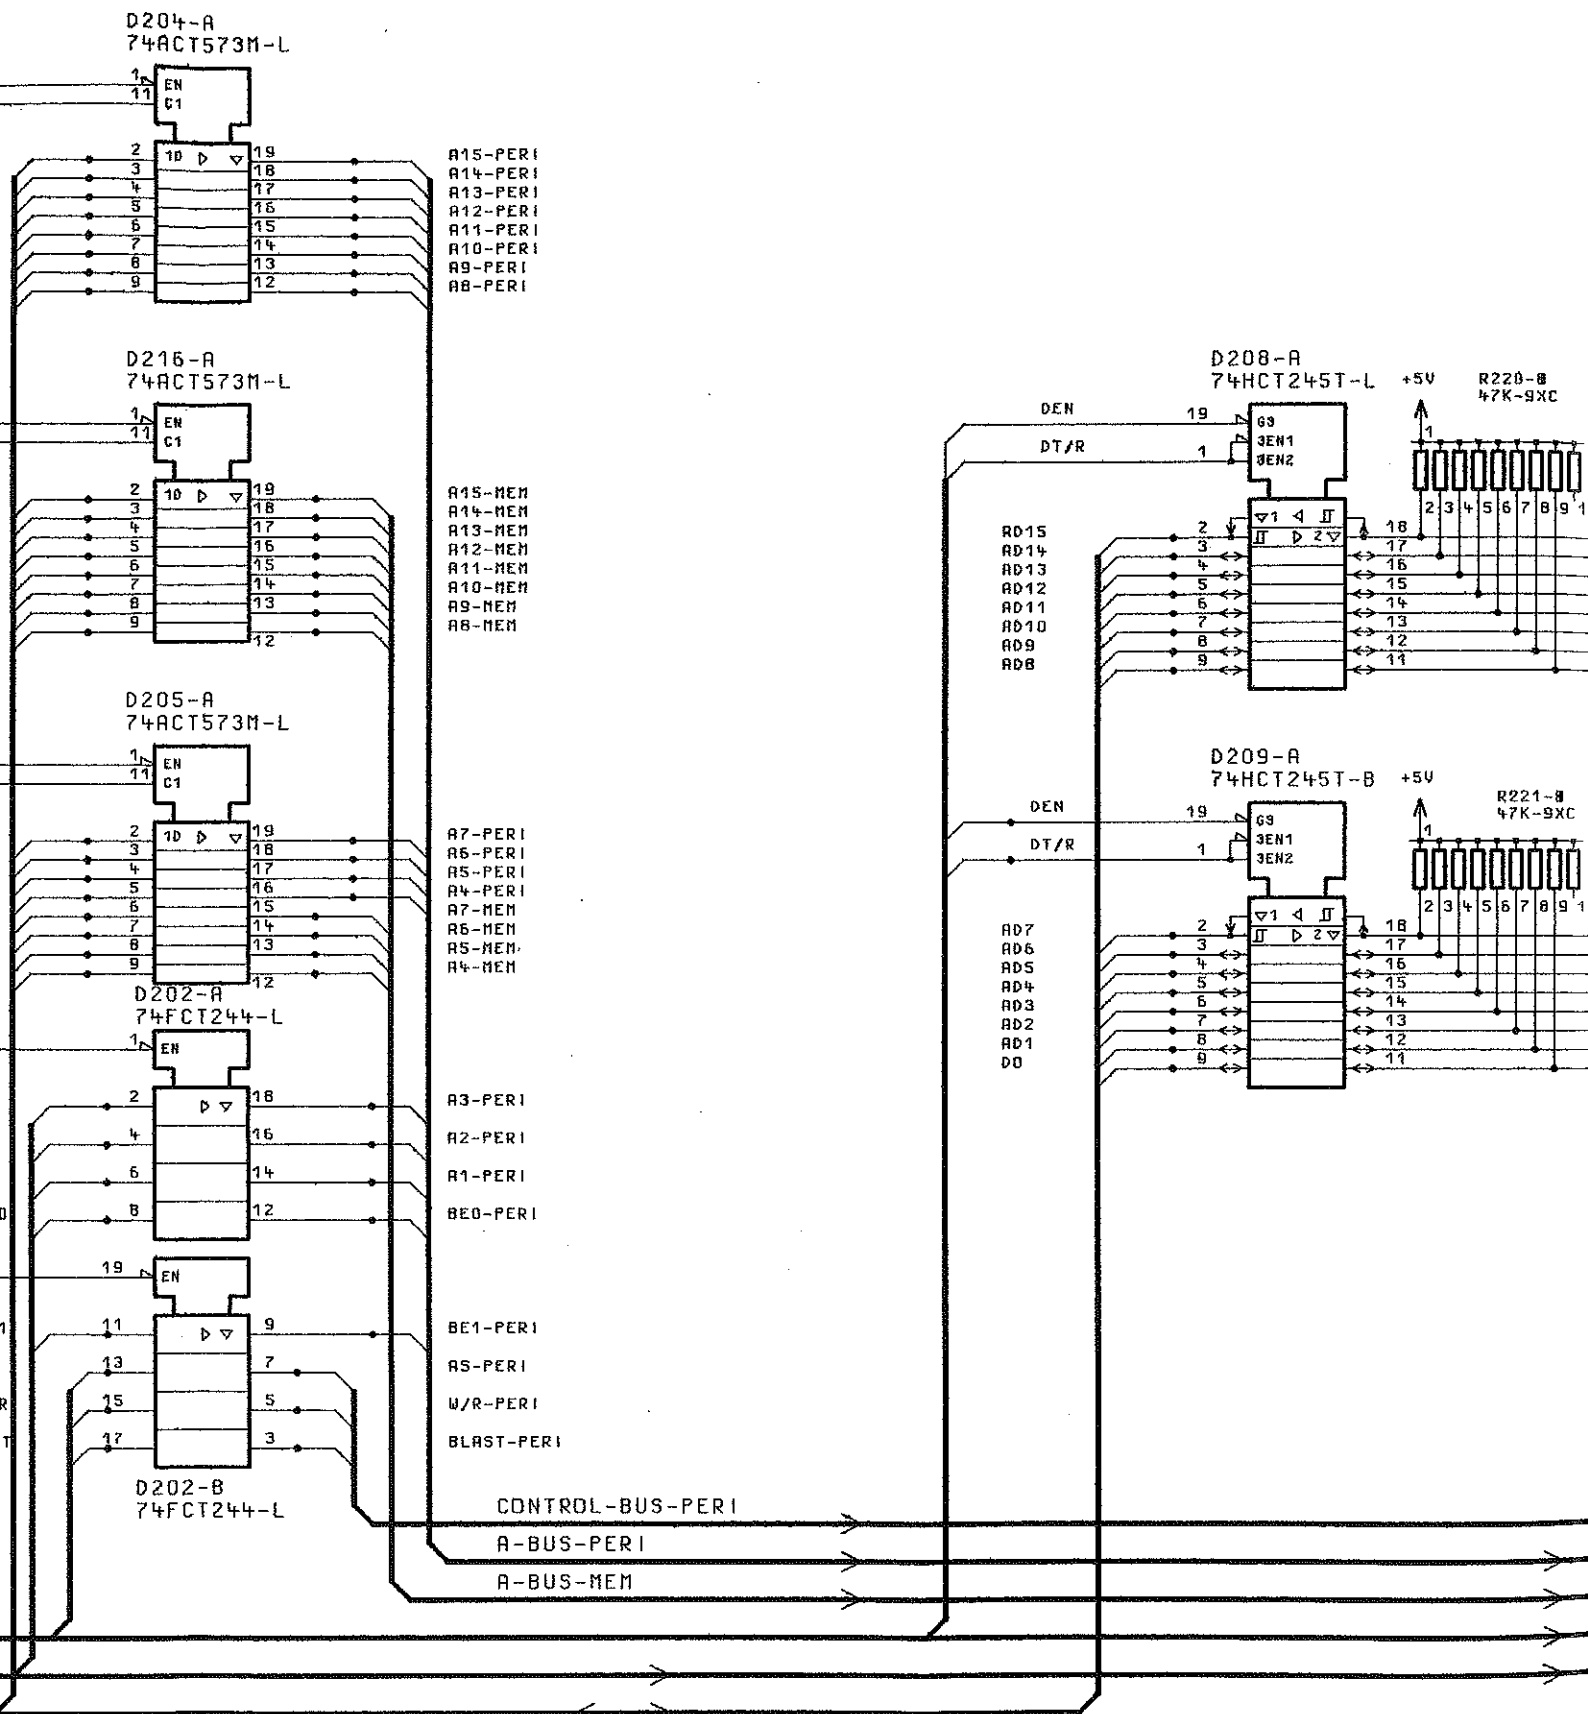 D204-A
74ACT573M-L
1 EN
11 C1
2 1D 19 A15-PERI
3 18 A14-PERI
4 17 A13-PERI
5 16 A12-PERI
6 15 A11-PERI
7 14 A10-PERI
8 13 A9-PERI
9 12 A8-PERI
D216-A
74ACT573M-L
1 EN
11 C1
2 1D 19 A15-MEM
3 18 A14-MEM
4 17 A13-MEM
5 16 A12-MEM
6 15 A11-MEM
7 14 A10-MEM
8 13 A9-MEM
9 12 A8-MEM
D205-A
74ACT573M-L
1 EN
11 C1
2 1D 19 A7-PERI
3 18 A6-PERI
4 17 A5-PERI
5 16 A4-PERI
6 15 A7-MEM
7 14 A6-MEM
8 13 A5-MEM
9 12 A4-MEM
D202-A
74FCT244-L
1 EN
2 18 A3-PERI
4 16 A2-PERI
6 14 A1-PERI
8 12 BE0-PERI
19 EN
11 9 BE1-PERI
13 7 AS-PERI
15 5 W/R-PERI
17 3 BLAST-PERI
D202-B
74FCT244-L
CONTROL-BUS-PERI
A-BUS-PERI
A-BUS-MEM
D208-A
74HCT245T-L
+5V
R220-8
47K-9XC
DEN 19 G3
3EN1
DT/R 1 3EN2
1
2 3 4 5 6 7 8 9 1
1
AD15 2 2 18
AD14 3 17
AD13 4 16
AD12 5 15
AD11 6 14
AD10 7 13
AD9 8 12
AD8 9 11
D209-A
74HCT245T-B
+5V
R221-8
47K-9XC
DEN 19 G3
3EN1
DT/R 1 3EN2
1
2 3 4 5 6 7 8 9 1
1
AD7 2 2 18
AD6 3 17
AD5 4 16
AD4 5 15
AD3 6 14
AD2 7 13
AD1 8 12
D0 9 11